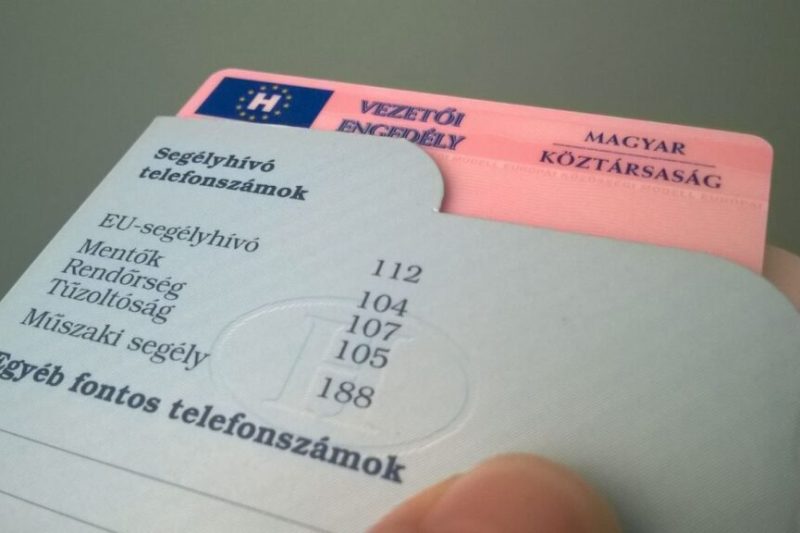 H
VEZETŐI
ENGEDÉLY
MAGYAR
KÖZTÁRSASÁG
Segélyhívó
telefonszámok
EU-segélyhívó 112
Mentők 104
Rendőrség 107
Tűzoltóság 105
Műszaki segély 188
Egyéb fontos telefonszámok
H